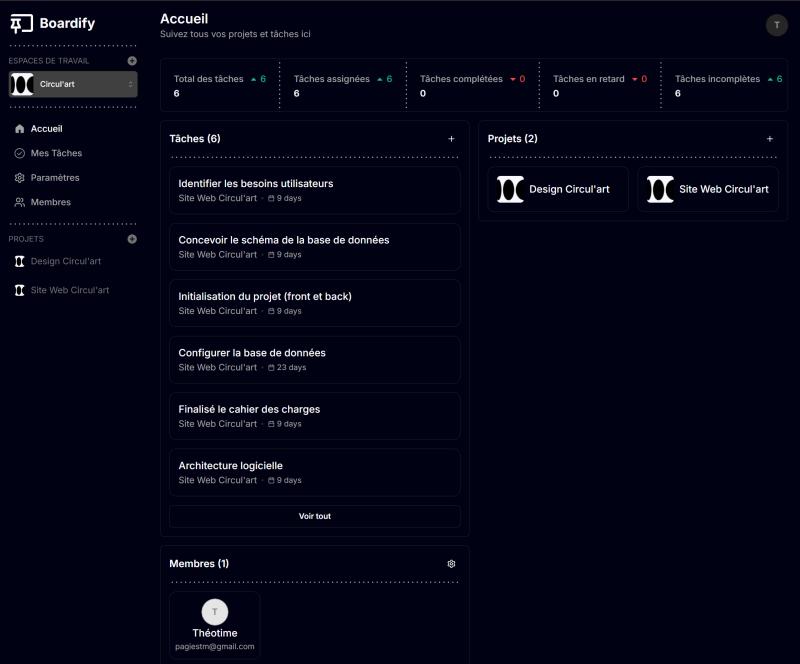 Boardify
ESPACES DE TRAVAIL
Circul'art
Accueil
Mes Tâches
Paramètres
Membres
PROJETS
Design Circul'art
Site Web Circul'art
Accueil
Suivez tous vos projets et tâches ici
T
Total des tâches 6
6
Tâches assignées 6
6
Tâches complétées 0
0
Tâches en retard 0
0
Tâches incomplètes 6
6
Tâches (6)
Identifier les besoins utilisateurs
Site Web Circul'art · 9 days
Concevoir le schéma de la base de données
Site Web Circul'art · 9 days
Initialisation du projet (front et back)
Site Web Circul'art · 9 days
Configurer la base de données
Site Web Circul'art · 23 days
Finalisé le cahier des charges
Site Web Circul'art · 9 days
Architecture logicielle
Site Web Circul'art · 9 days
Voir tout
Projets (2)
Design Circul'art
Site Web Circul'art
Membres (1)
T
Théotime
pagiestm@gmail.com